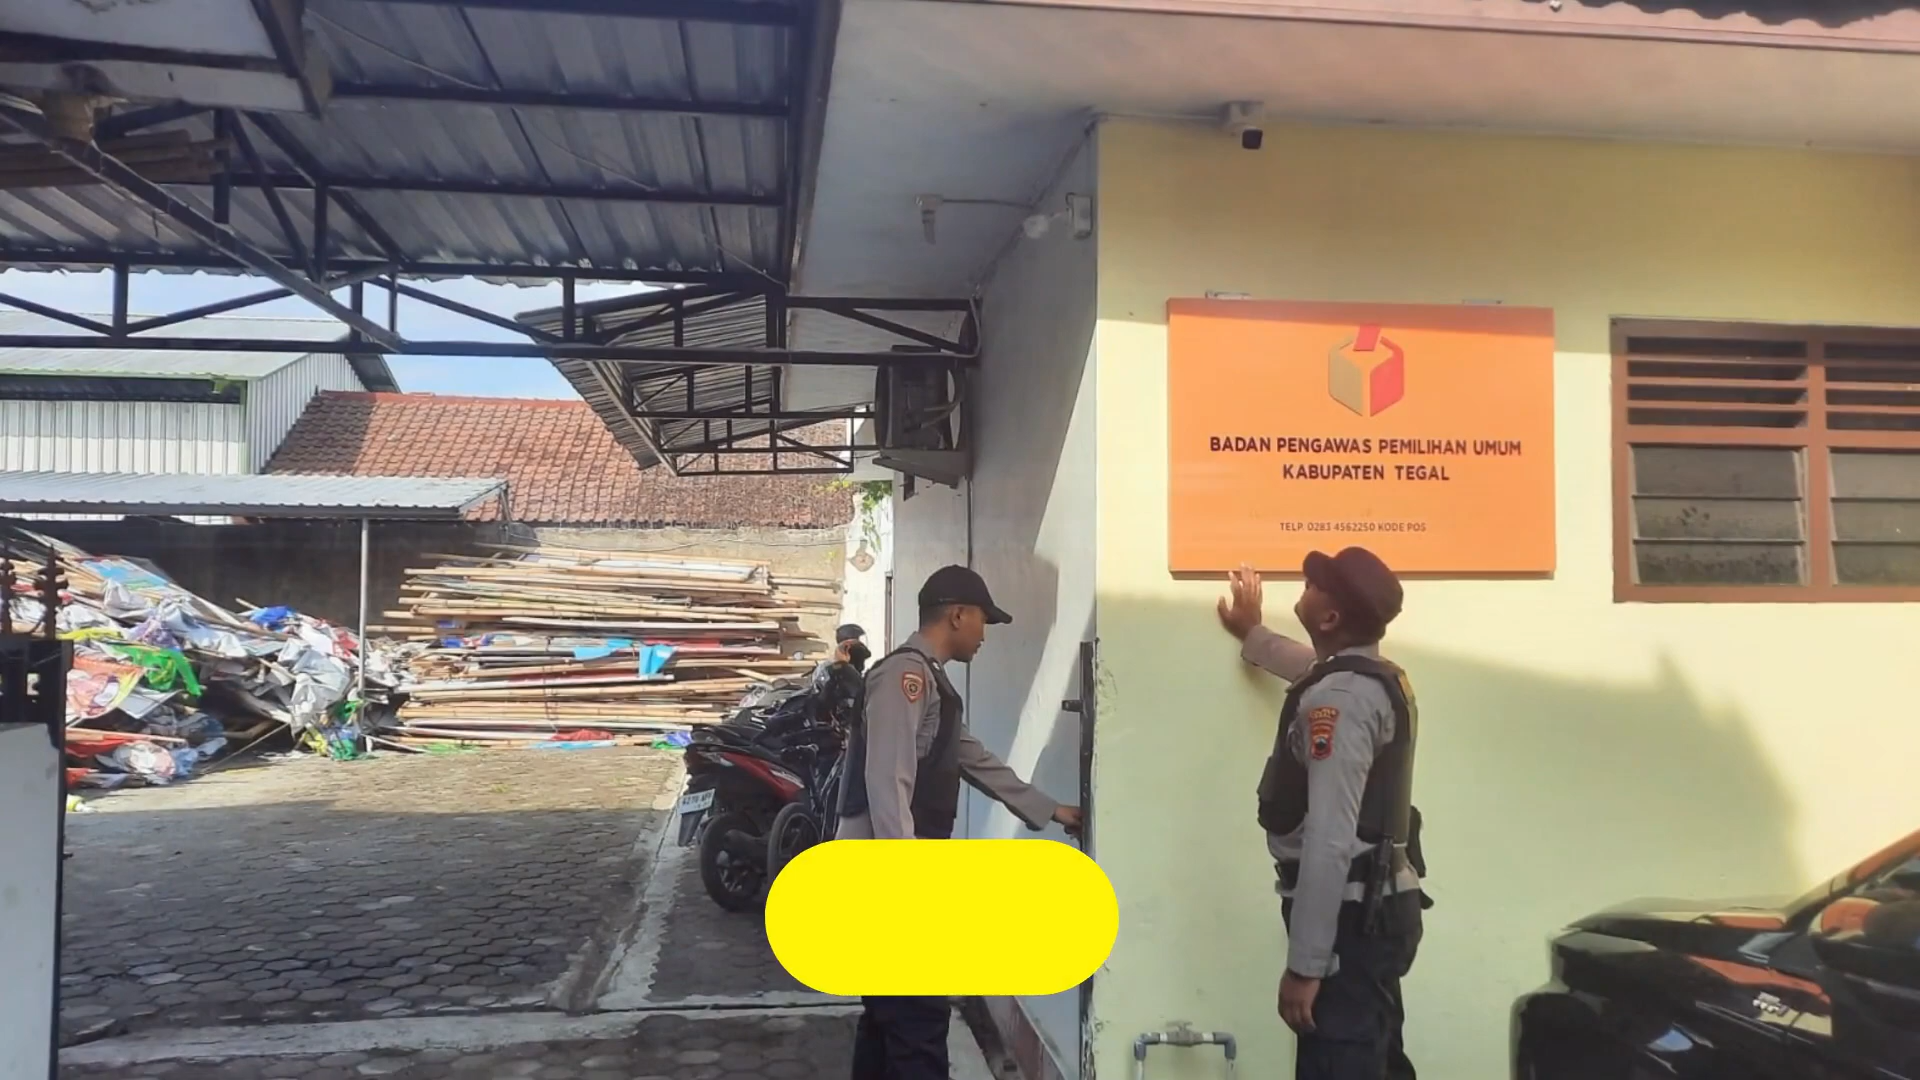 BADAN PENGAWAS PEMILIHAN UMUM
KABUPATEN TEGAL
TELP. 0283 4562250 KODE POS